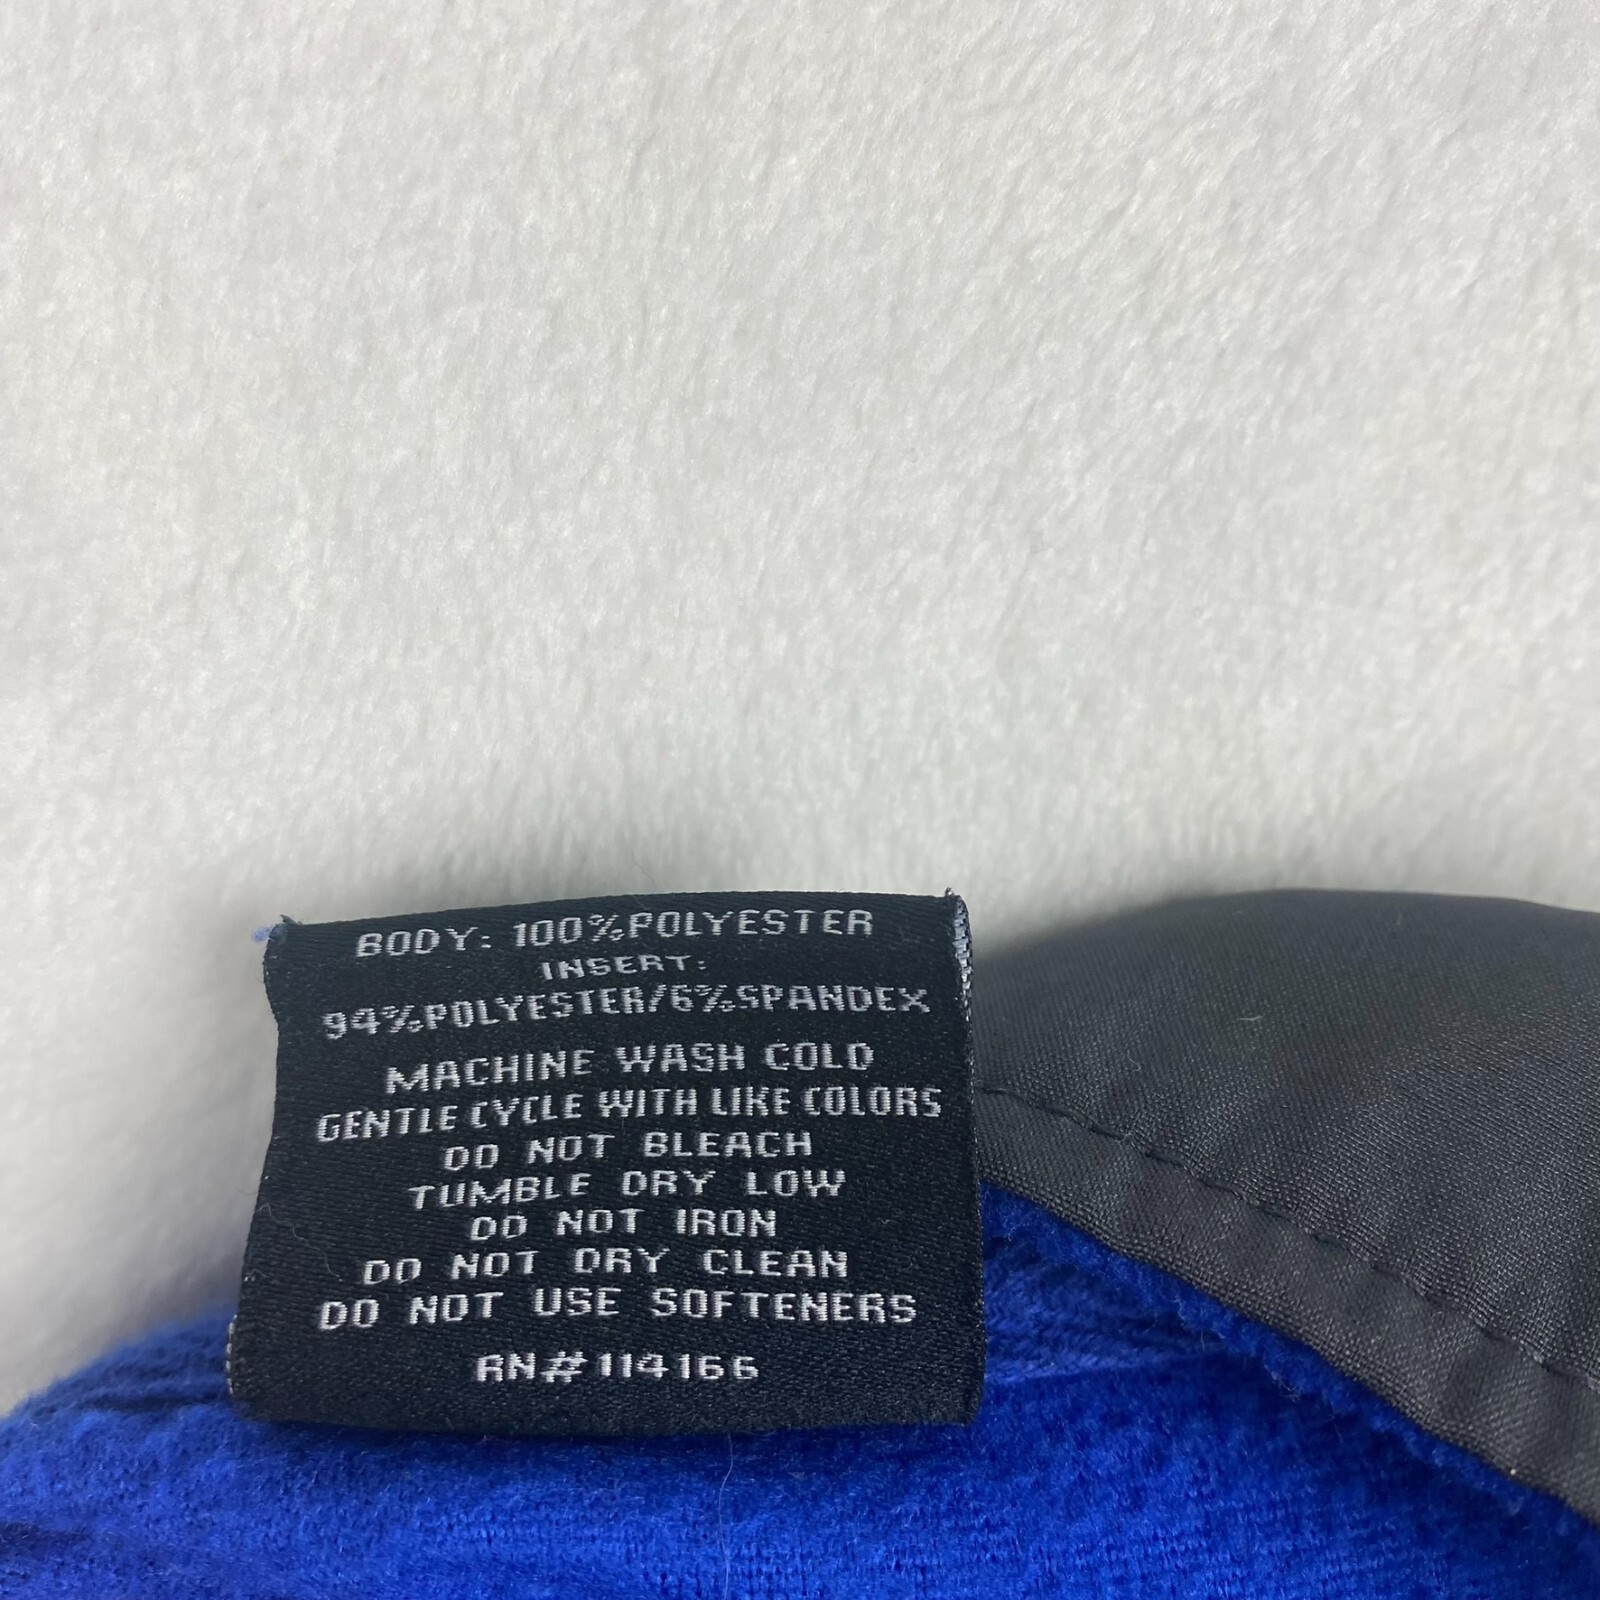 BODY: 100%POLYESTER
INSERT:
94%POLYESTER/6%SPANDEX
MACHINE WASH COLD
GENTLE CYCLE WITH LIKE COLORS
DO NOT BLEACH
TUMBLE DRY LOW
DO NOT IRON
DO NOT DRY CLEAN
DO NOT USE SOFTENERS
RN#114166